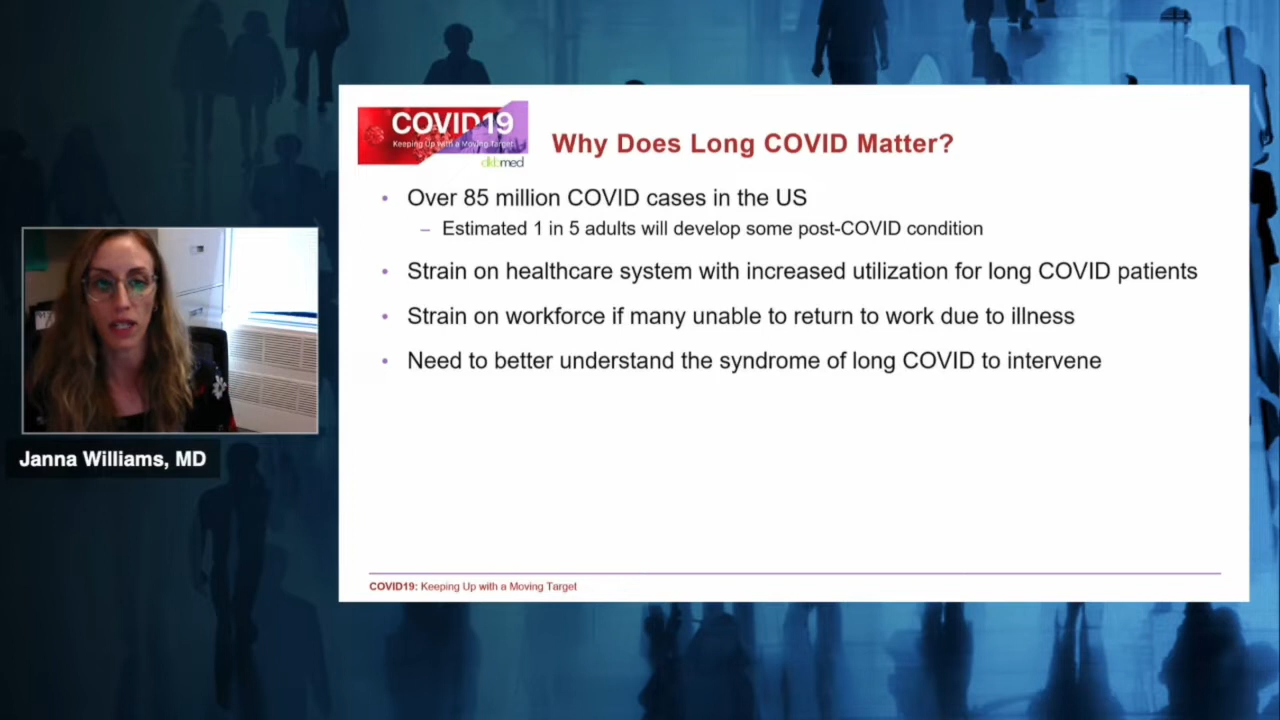 COVID19
Keeping Up with a Moving Target
dkbmed
Why Does Long COVID Matter?
• Over 85 million COVID cases in the US
– Estimated 1 in 5 adults will develop some post-COVID condition
• Strain on healthcare system with increased utilization for long COVID patients
• Strain on workforce if many unable to return to work due to illness
• Need to better understand the syndrome of long COVID to intervene
Janna Williams, MD
COVID19: Keeping Up with a Moving Target